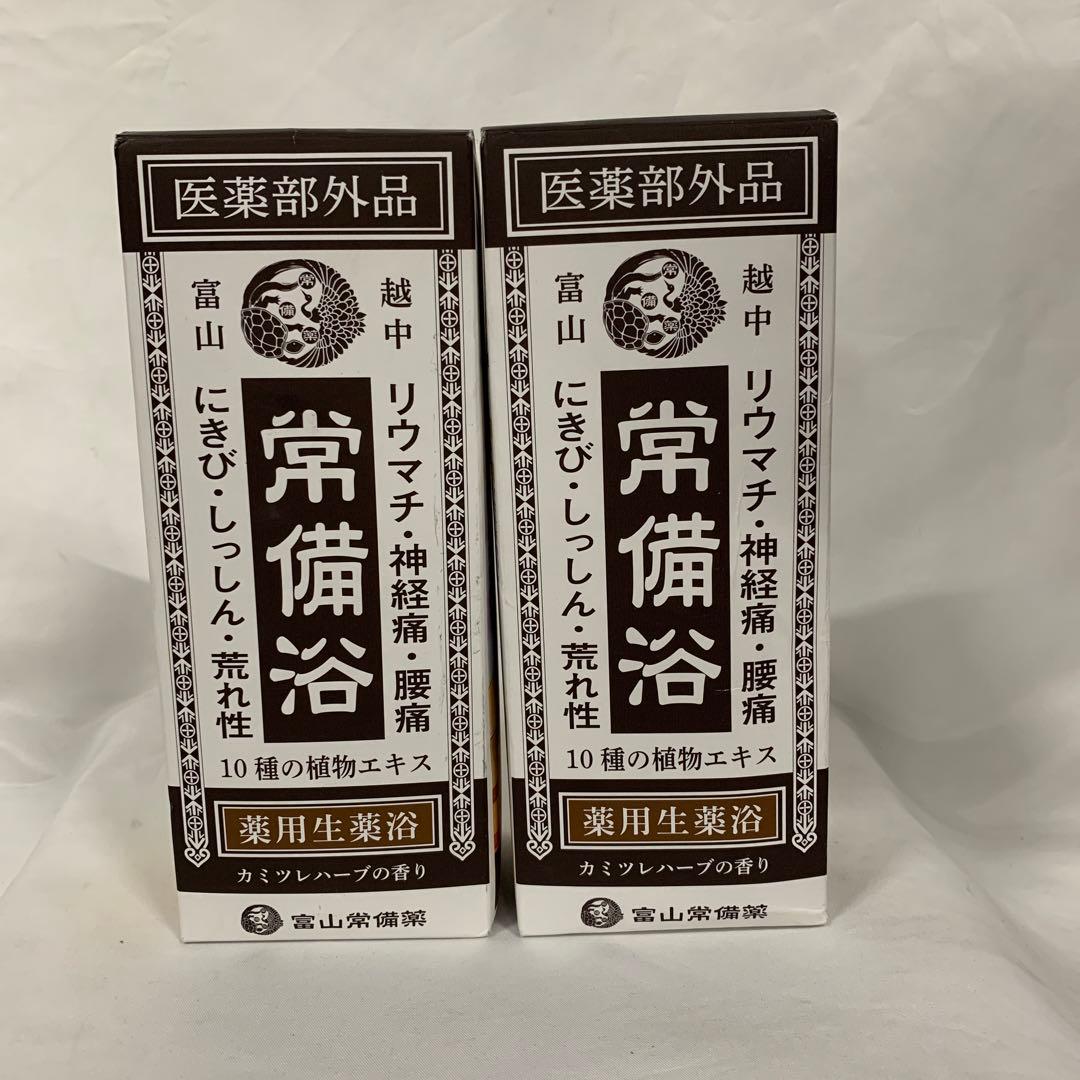 医薬部外品
越中
富山
常備薬
リウマチ・神経痛・腰痛
にきび・しっしん・荒れ性
常備浴
10種の植物エキス
薬用生薬浴
カミツレハーブの香り
富山常備薬
医薬部外品
越中
富山
常備薬
リウマチ・神経痛・腰痛
にきび・しっしん・荒れ性
常備浴
10種の植物エキス
薬用生薬浴
カミツレハーブの香り
富山常備薬